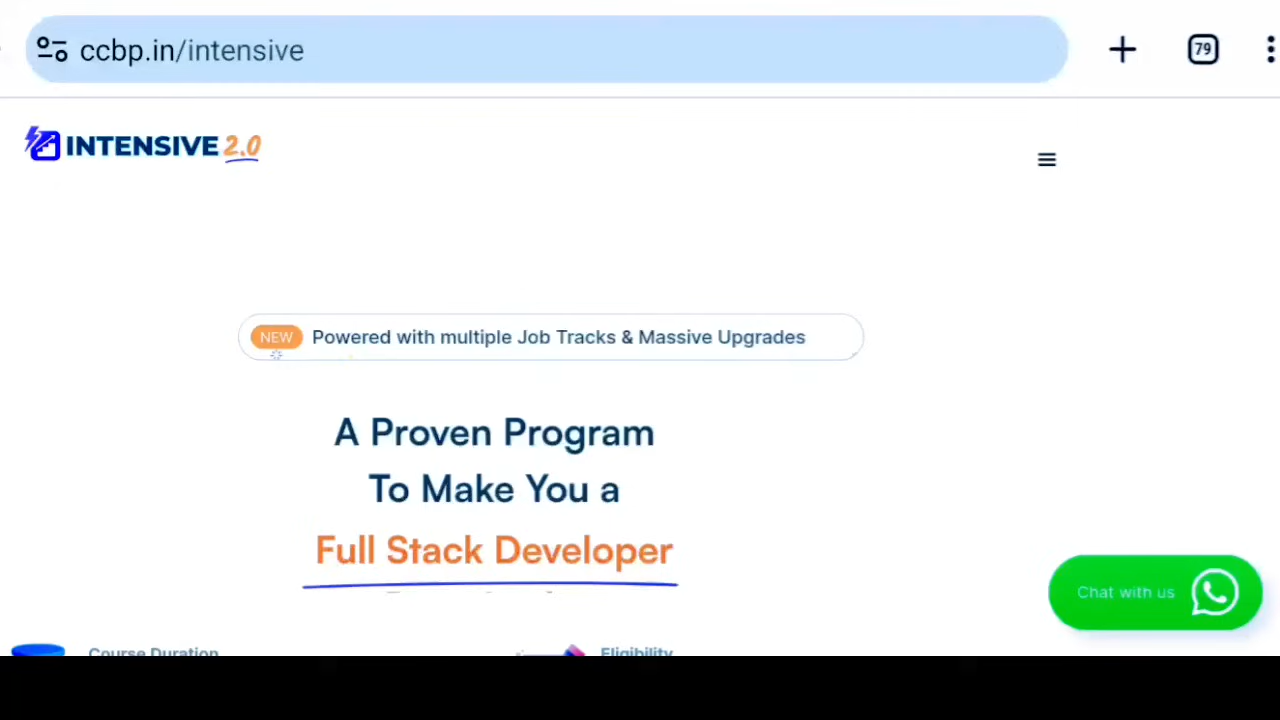 ccbp.in/intensive
79
INTENSIVE 2.0
NEW Powered with multiple Job Tracks & Massive Upgrades
A Proven Program
To Make You a
Full Stack Developer
Chat with us
Course Duration
Eligibility